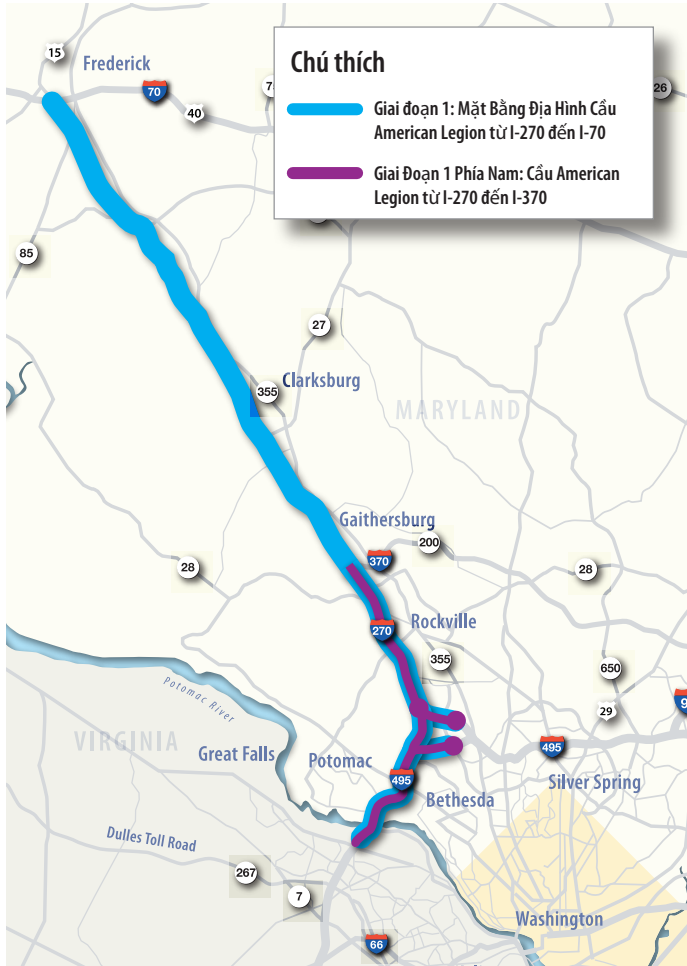 Chú thích
Giai đoạn 1: Mặt Bằng Địa Hình Cầu
American Legion từ I-270 đến I-70
Giai Đoạn 1 Phía Nam: Cầu American
Legion từ I-270 đến I-370
15
Frederick
70
40
26
85
27
355
Clarksburg
MARYLAND
Gaithersburg
200
370
28
28
270
Rockville
355
650
29
Potomac River
VIRGINIA
Great Falls
Potomac
495
495
Bethesda
Silver Spring
Dulles Toll Road
267
7
Washington
66